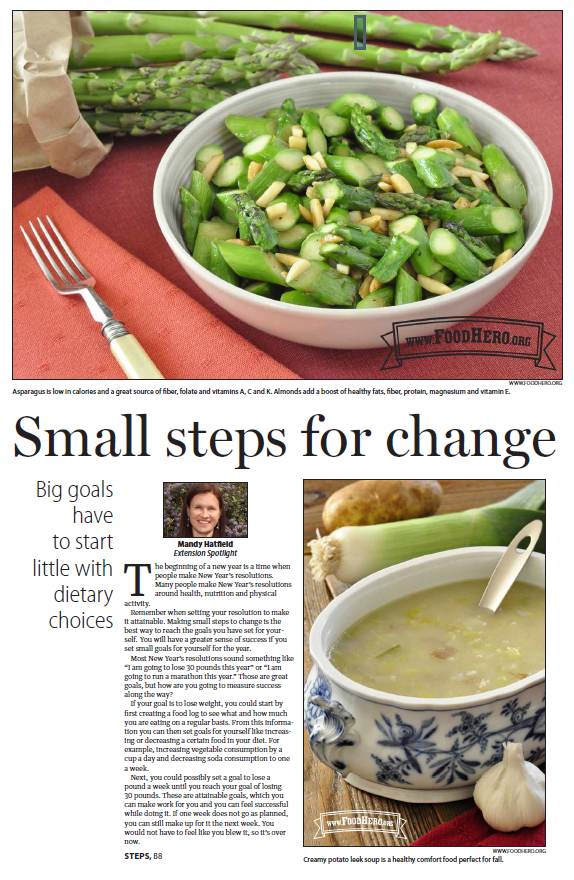 WWW.FOODHERO.ORG
WWW.FOODHERO.ORG
Asparagus is low in calories and a great source of fiber, folate and vitamins A, C and K. Almonds add a boost of healthy fats, fiber, protein, magnesium and vitamin E.
Small steps for change
Big goals
have
to start
little with
dietary
choices
Mandy Hatfield
Extension Spotlight
The beginning of a new year is a time when
people make New Year's resolutions.
Many people make New Year's resolutions
around health, nutrition and physical
activity.
Remember when setting your resolution to make
it attainable. Making small steps to change is the
best way to reach the goals you have set for your-
self. You will have a greater sense of success if you
set small goals for yourself for the year.
Most New Year's resolutions sound something like
"I am going to lose 30 pounds this year" or "I am
going to run a marathon this year." Those are great
goals, but how are you going to measure success
along the way?
If your goal is to lose weight, you could start by
first creating a food log to see what and how much
you are eating on a regular basis. From this informa-
tion you can then set goals for yourself like increas-
ing or decreasing a certain food in your diet. For
example, increasing vegetable consumption by a
cup a day and decreasing soda consumption to one
a week.
Next, you could possibly set a goal to lose a
pound a week until you reach your goal of losing
30 pounds. These are attainable goals, which you
can make work for you and you can feel successful
while doing it. If one week does not go as planned,
you can still make up for it the next week. You
would not have to feel like you blew it, so it's over
now.
STEPS, B8
WWW.FOODHERO.ORG
WWW.FOODHERO.ORG
Creamy potato leek soup is a healthy comfort food perfect for fall.